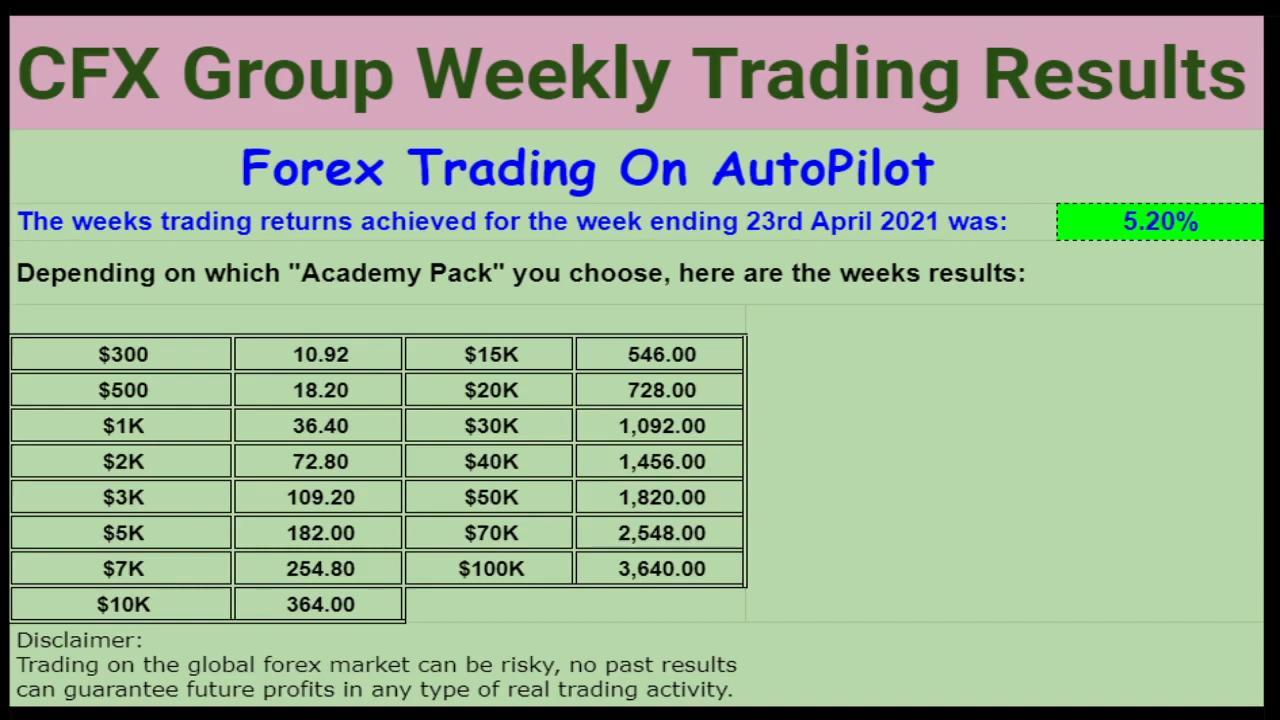 CFX Group Weekly Trading Results
Forex Trading On AutoPilot
The weeks trading returns achieved for the week ending 23rd April 2021 was: 5.20%
Depending on which "Academy Pack" you choose, here are the weeks results:
$300 10.92 $15K 546.00
$500 18.20 $20K 728.00
$1K 36.40 $30K 1,092.00
$2K 72.80 $40K 1,456.00
$3K 109.20 $50K 1,820.00
$5K 182.00 $70K 2,548.00
$7K 254.80 $100K 3,640.00
$10K 364.00
Disclaimer:
Trading on the global forex market can be risky, no past results
can guarantee future profits in any type of real trading activity.